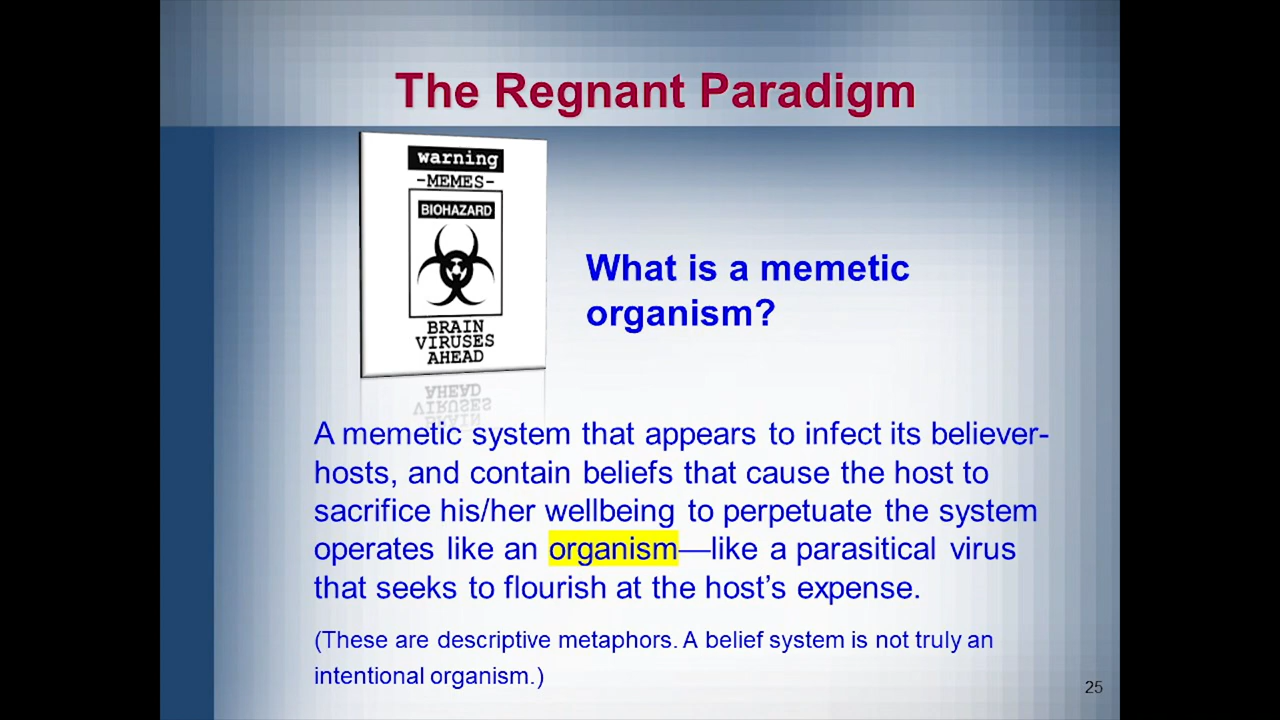 The Regnant Paradigm
warning
-MEMES-
BIOHAZARD
BRAIN
VIRUSES
AHEAD
What is a memetic
organism?
A memetic system that appears to infect its believer-
hosts, and contain beliefs that cause the host to
sacrifice his/her wellbeing to perpetuate the system
operates like an organism—like a parasitical virus
that seeks to flourish at the host’s expense.
(These are descriptive metaphors. A belief system is not truly an
intentional organism.)
25